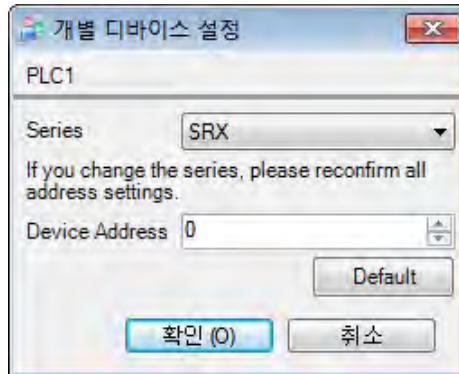 개별 디바이스 설정
PLC1
Series SRX
If you change the series, please reconfirm all
address settings.
Device Address 0
Default
확인 (O) 취소